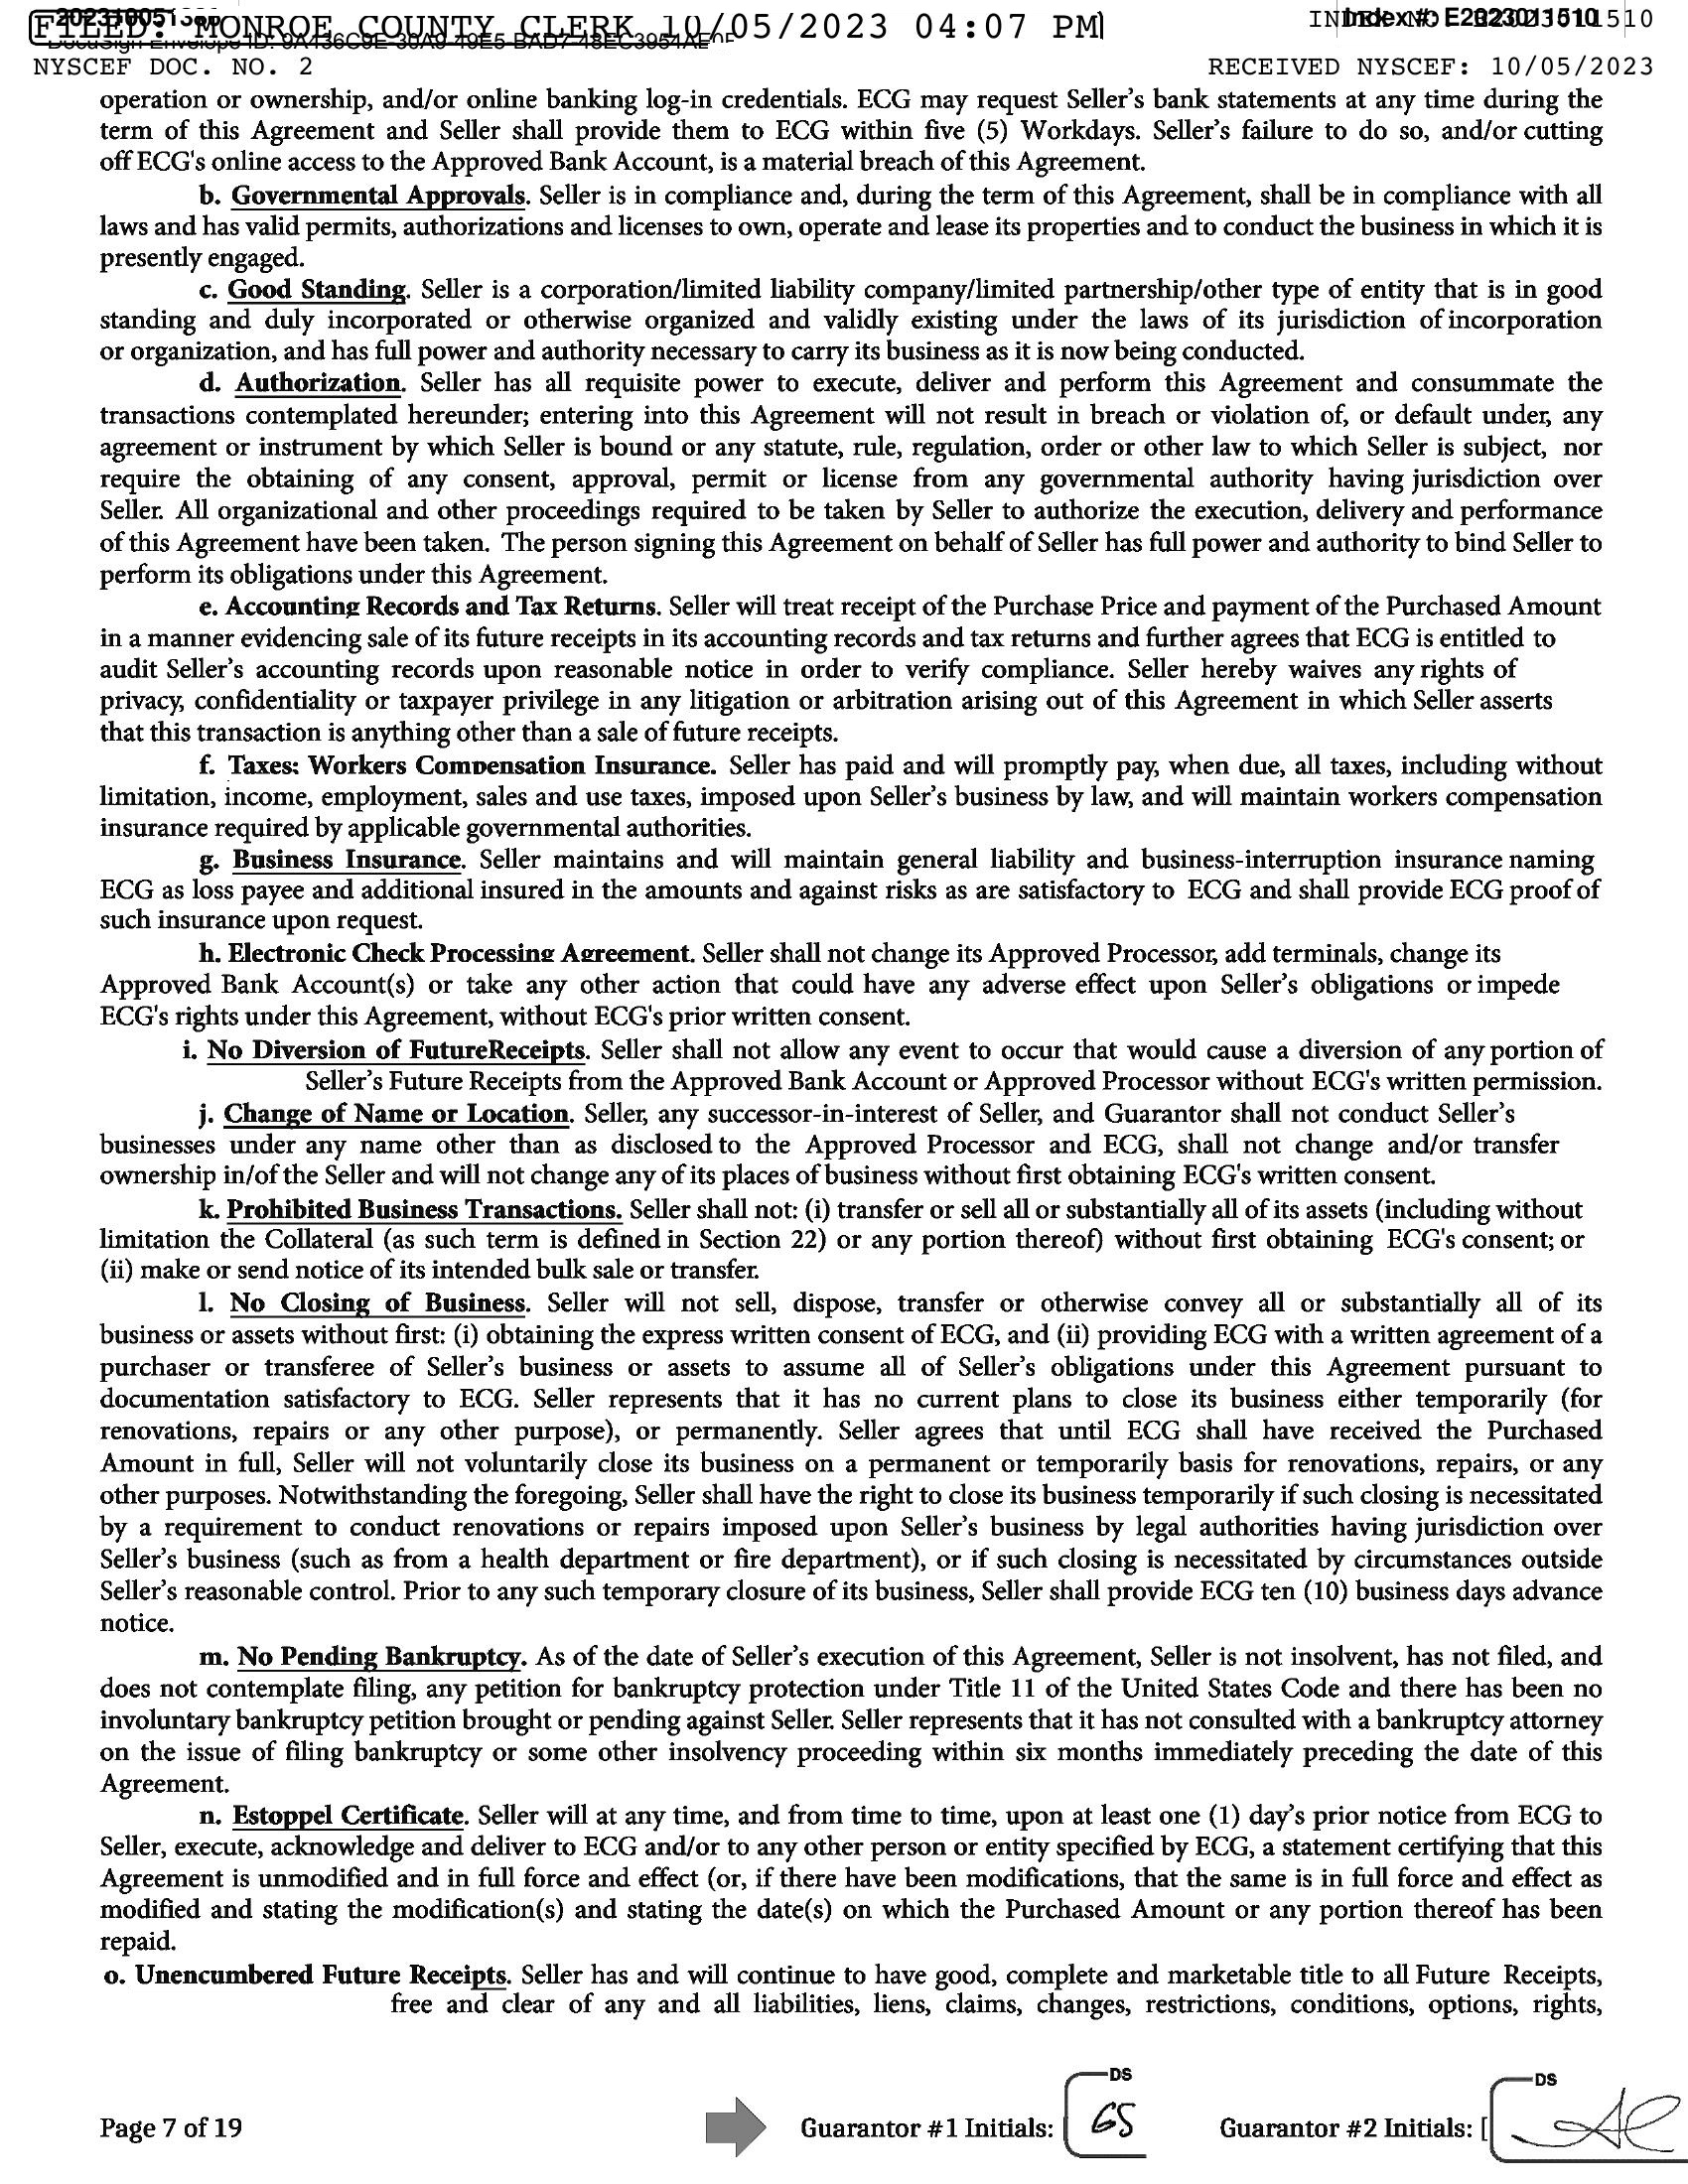 202310051386
Index #: E2023011510
FILED: MONROE COUNTY CLERK 10/05/2023 04:07 PM
INDEX NO. E2023011510
NYSCEF DOC. NO. 2
RECEIVED NYSCEF: 10/05/2023
operation or ownership, and/or online banking log-in credentials. ECG may request Seller's bank statements at any time during the
term of this Agreement and Seller shall provide them to ECG within five (5) Workdays. Seller's failure to do so, and/or cutting
off ECG's online access to the Approved Bank Account, is a material breach of this Agreement.
b. Governmental Approvals. Seller is in compliance and, during the term of this Agreement, shall be in compliance with all
laws and has valid permits, authorizations and licenses to own, operate and lease its properties and to conduct the business in which it is
presently engaged.
c. Good Standing. Seller is a corporation/limited liability company/limited partnership/other type of entity that is in good
standing and duly incorporated or otherwise organized and validly existing under the laws of its jurisdiction of incorporation
or organization, and has full power and authority necessary to carry its business as it is now being conducted.
d. Authorization. Seller has all requisite power to execute, deliver and perform this Agreement and consummate the
transactions contemplated hereunder; entering into this Agreement will not result in breach or violation of, or default under, any
agreement or instrument by which Seller is bound or any statute, rule, regulation, order or other law to which Seller is subject, nor
require the obtaining of any consent, approval, permit or license from any governmental authority having jurisdiction over
Seller. All organizational and other proceedings required to be taken by Seller to authorize the execution, delivery and performance
of this Agreement have been taken. The person signing this Agreement on behalf of Seller has full power and authority to bind Seller to
perform its obligations under this Agreement.
e. Accounting Records and Tax Returns. Seller will treat receipt of the Purchase Price and payment of the Purchased Amount
in a manner evidencing sale of its future receipts in its accounting records and tax returns and further agrees that ECG is entitled to
audit Seller's accounting records upon reasonable notice in order to verify compliance. Seller hereby waives any rights of
privacy, confidentiality or taxpayer privilege in any litigation or arbitration arising out of this Agreement in which Seller asserts
that this transaction is anything other than a sale of future receipts.
f. Taxes; Workers Compensation Insurance. Seller has paid and will promptly pay, when due, all taxes, including without
limitation, income, employment, sales and use taxes, imposed upon Seller's business by law, and will maintain workers compensation
insurance required by applicable governmental authorities.
g. Business Insurance. Seller maintains and will maintain general liability and business-interruption insurance naming
ECG as loss payee and additional insured in the amounts and against risks as are satisfactory to ECG and shall provide ECG proof of
such insurance upon request.
h. Electronic Check Processing Agreement. Seller shall not change its Approved Processor, add terminals, change its
Approved Bank Account(s) or take any other action that could have any adverse effect upon Seller's obligations or impede
ECG's rights under this Agreement, without ECG's prior written consent.
i. No Diversion of FutureReceipts. Seller shall not allow any event to occur that would cause a diversion of any portion of
Seller's Future Receipts from the Approved Bank Account or Approved Processor without ECG's written permission.
j. Change of Name or Location. Seller, any successor-in-interest of Seller, and Guarantor shall not conduct Seller's
businesses under any name other than as disclosed to the Approved Processor and ECG, shall not change and/or transfer
ownership in/of the Seller and will not change any of its places of business without first obtaining ECG's written consent.
k. Prohibited Business Transactions. Seller shall not: (i) transfer or sell all or substantially all of its assets (including without
limitation the Collateral (as such term is defined in Section 22) or any portion thereof) without first obtaining ECG's consent; or
(ii) make or send notice of its intended bulk sale or transfer.
l. No Closing of Business. Seller will not sell, dispose, transfer or otherwise convey all or substantially all of its
business or assets without first: (i) obtaining the express written consent of ECG, and (ii) providing ECG with a written agreement of a
purchaser or transferee of Seller's business or assets to assume all of Seller's obligations under this Agreement pursuant to
documentation satisfactory to ECG. Seller represents that it has no current plans to close its business either temporarily (for
renovations, repairs or any other purpose), or permanently. Seller agrees that until ECG shall have received the Purchased
Amount in full, Seller will not voluntarily close its business on a permanent or temporarily basis for renovations, repairs, or any
other purposes. Notwithstanding the foregoing, Seller shall have the right to close its business temporarily if such closing is necessitated
by a requirement to conduct renovations or repairs imposed upon Seller's business by legal authorities having jurisdiction over
Seller's business (such as from a health department or fire department), or if such closing is necessitated by circumstances outside
Seller's reasonable control. Prior to any such temporary closure of its business, Seller shall provide ECG ten (10) business days advance
notice.
m. No Pending Bankruptcy. As of the date of Seller's execution of this Agreement, Seller is not insolvent, has not filed, and
does not contemplate filing, any petition for bankruptcy protection under Title 11 of the United States Code and there has been no
involuntary bankruptcy petition brought or pending against Seller. Seller represents that it has not consulted with a bankruptcy attorney
on the issue of filing bankruptcy or some other insolvency proceeding within six months immediately preceding the date of this
Agreement.
n. Estoppel Certificate. Seller will at any time, and from time to time, upon at least one (1) day's prior notice from ECG to
Seller, execute, acknowledge and deliver to ECG and/or to any other person or entity specified by ECG, a statement certifying that this
Agreement is unmodified and in full force and effect (or, if there have been modifications, that the same is in full force and effect as
modified and stating the modification(s) and stating the date(s) on which the Purchased Amount or any portion thereof has been
repaid.
o. Unencumbered Future Receipts. Seller has and will continue to have good, complete and marketable title to all Future Receipts,
free and clear of any and all liabilities, liens, claims, changes, restrictions, conditions, options, rights,
DS
DS
Page 7 of 19
Guarantor #1 Initials: GS
Guarantor #2 Initials: [